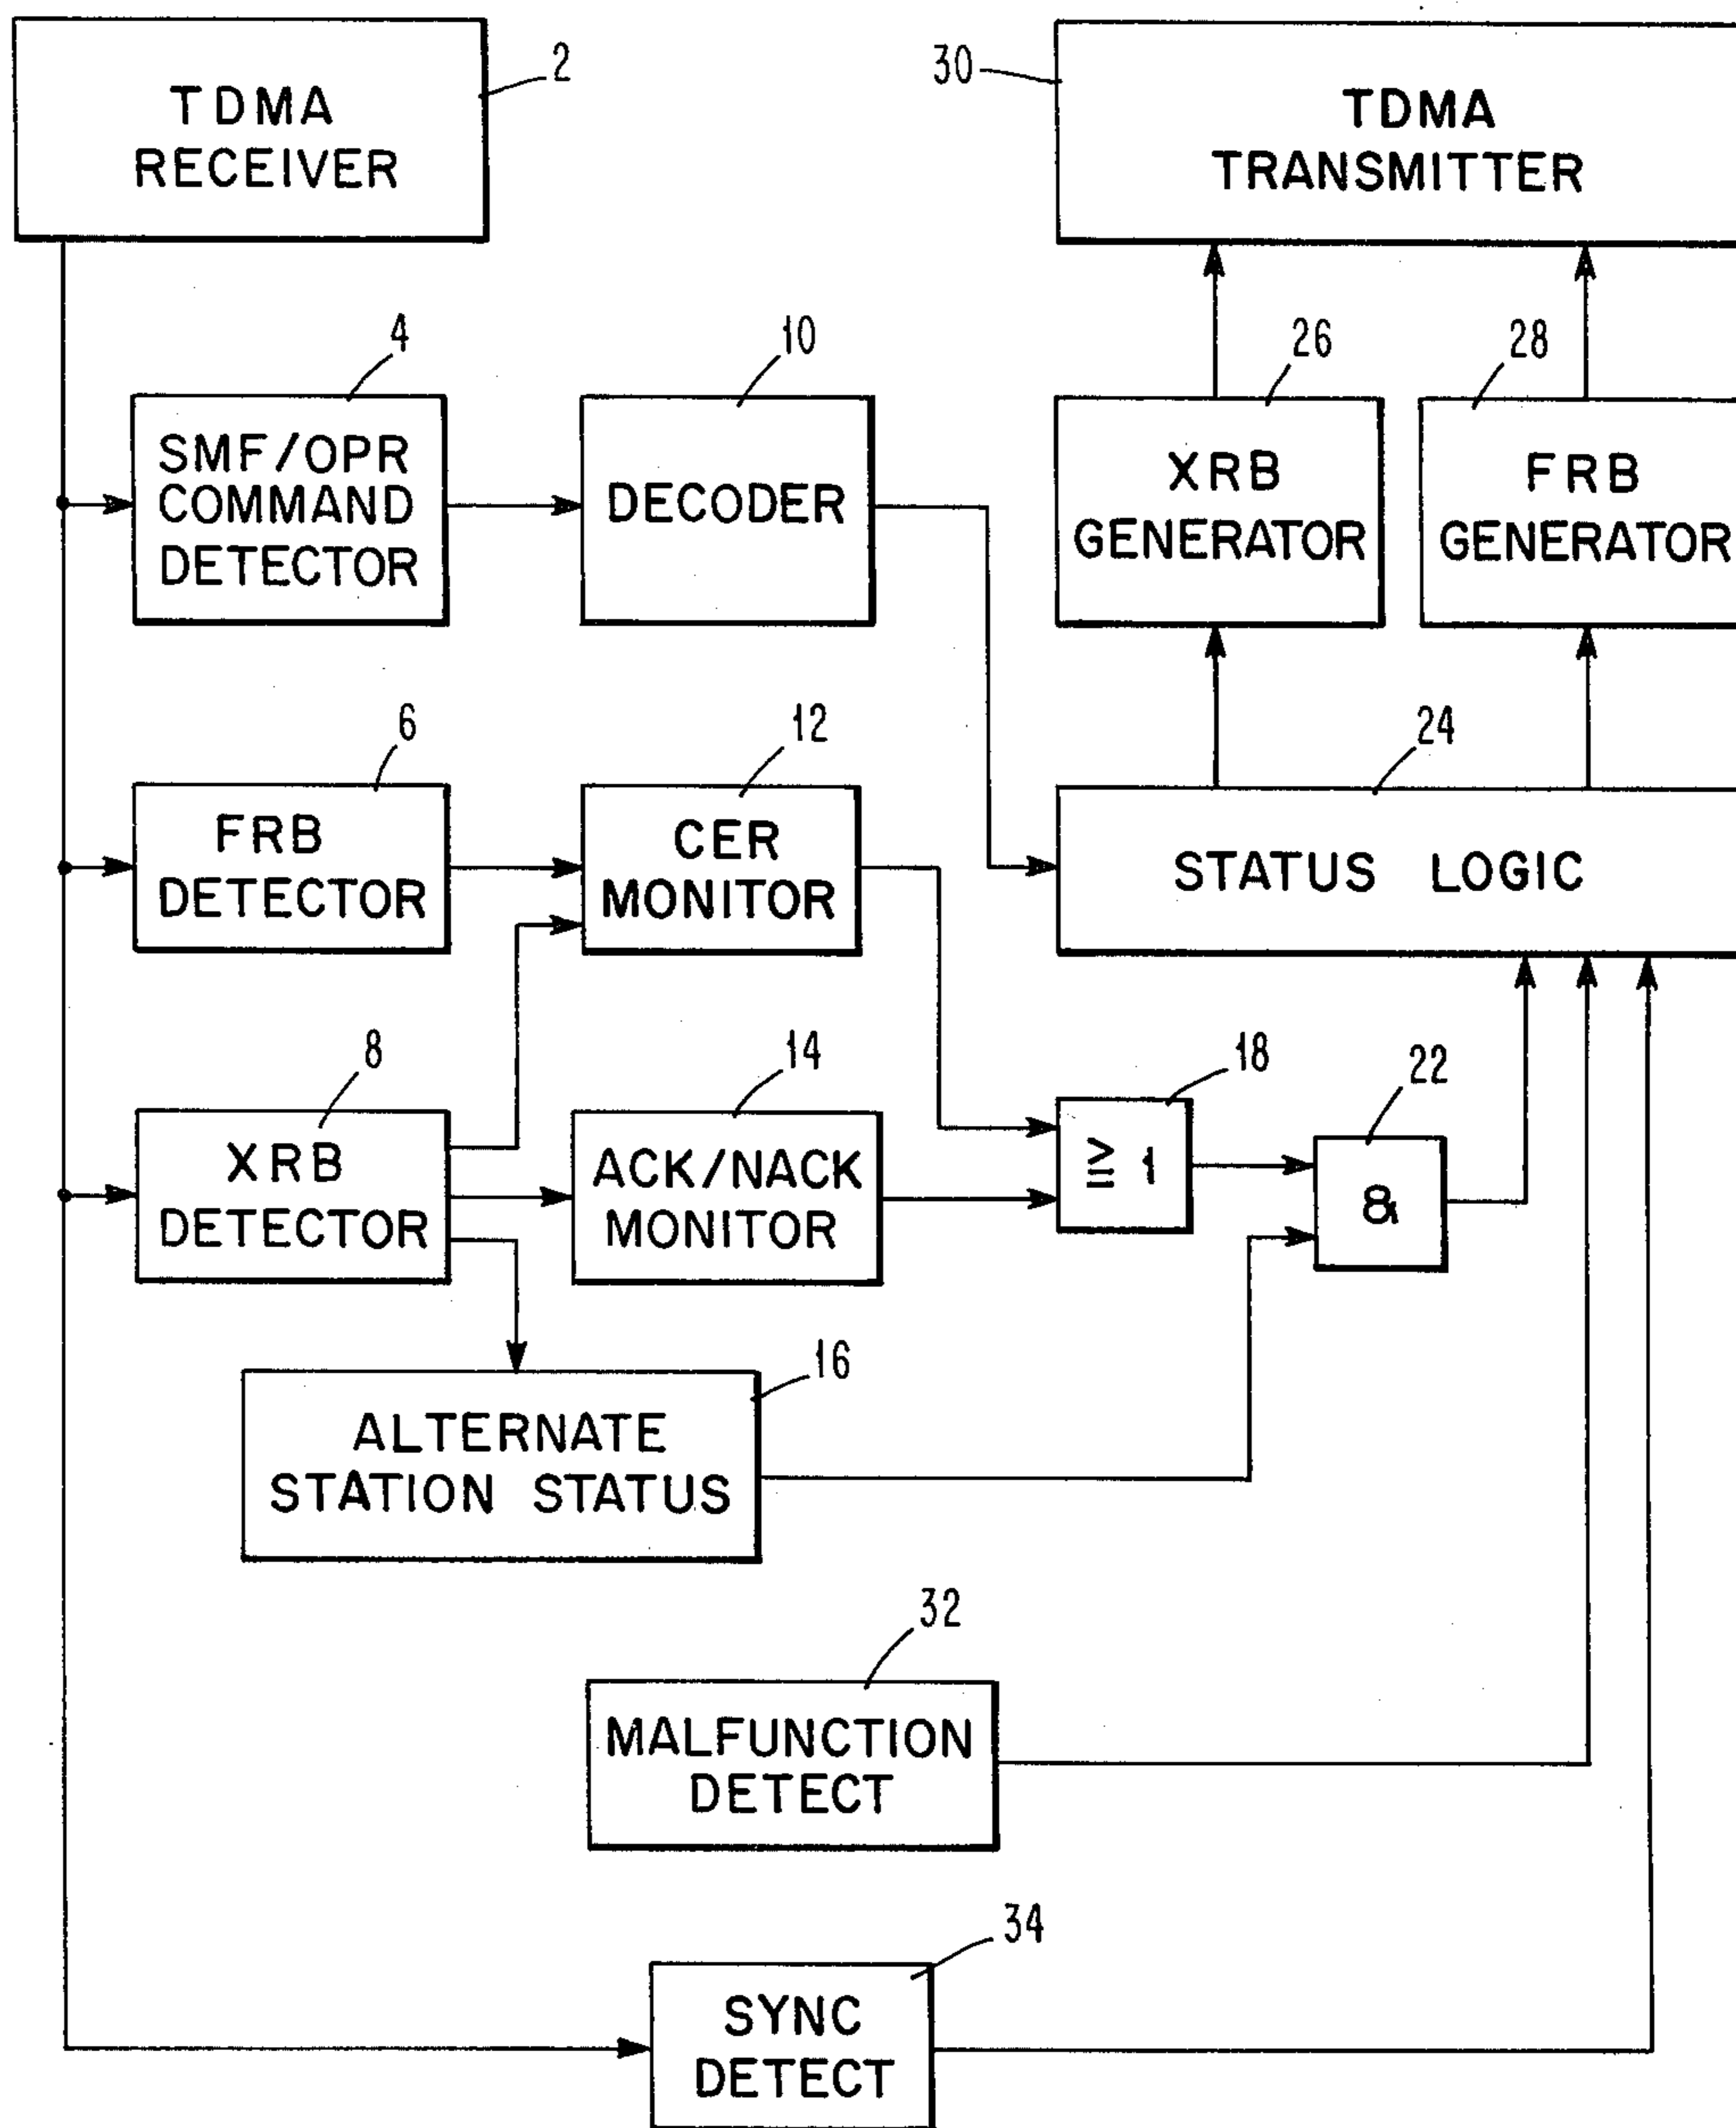 TDMA
RECEIVER
2
30
TDMA
TRANSMITTER
4
SMF/OPR
COMMAND
DETECTOR
10
DECODER
26
XRB
GENERATOR
28
FRB
GENERATOR
6
FRB
DETECTOR
12
CER
MONITOR
24
STATUS LOGIC
8
XRB
DETECTOR
14
ACK/NACK
MONITOR
18
≧ 1
22
&
16
ALTERNATE
STATION STATUS
32
MALFUNCTION
DETECT
34
SYNC
DETECT